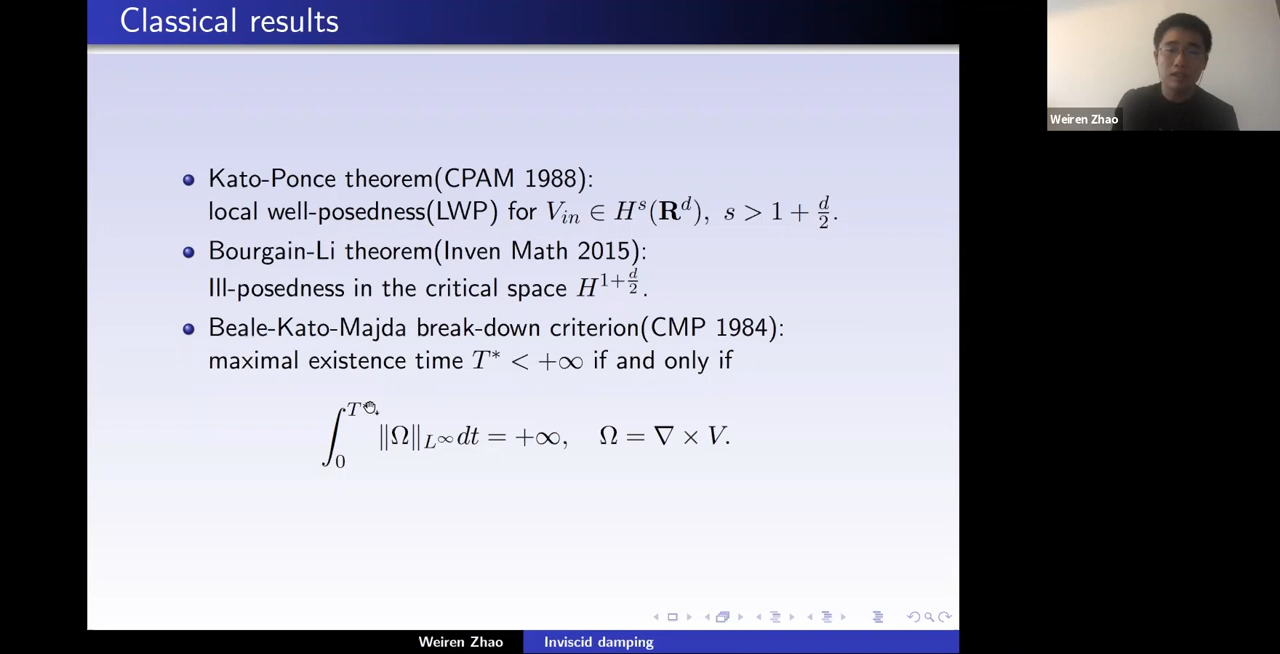 Classical results
Weiren Zhao
Kato-Ponce theorem(CPAM 1988):
local well-posedness(LWP) for $V_{in} \in H^s(\mathbf{R}^d),\ s > 1 + \frac{d}{2}$.
Bourgain-Li theorem(Inven Math 2015):
Ill-posedness in the critical space $H^{1+\frac{d}{2}}$.
Beale-Kato-Majda break-down criterion(CMP 1984):
maximal existence time $T^* < +\infty$ if and only if
$\int_0^{T} \|\Omega\|_{L^\infty} dt = +\infty, \quad \Omega = \nabla \times V.$
Weiren Zhao Inviscid damping